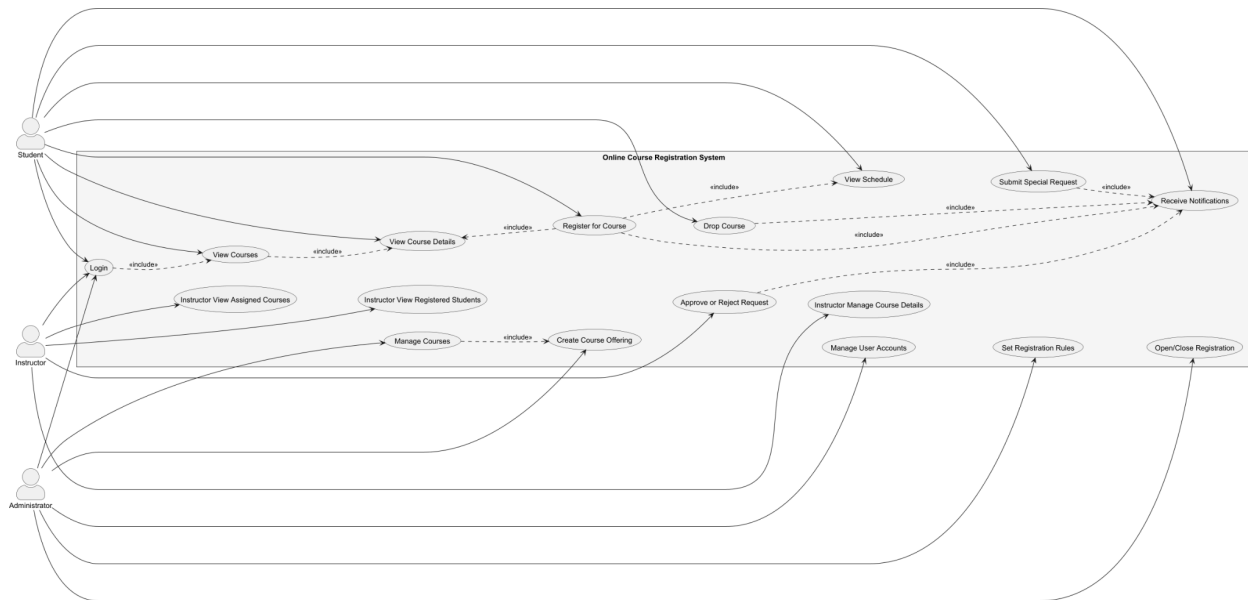 Online Course Registration System
Student
View Schedule
Submit Special Request
«include»
«include»
Receive Notifications
«include»
Register for Course
Drop Course
«include»
View Course Details
«include»
«include»
View Courses
«include»
«include»
Login
Instructor View Assigned Courses
Instructor View Registered Students
Approve or Reject Request
Instructor Manage Course Details
Manage Courses
«include»
Create Course Offering
Manage User Accounts
Set Registration Rules
Open/Close Registration
Instructor
Administrator